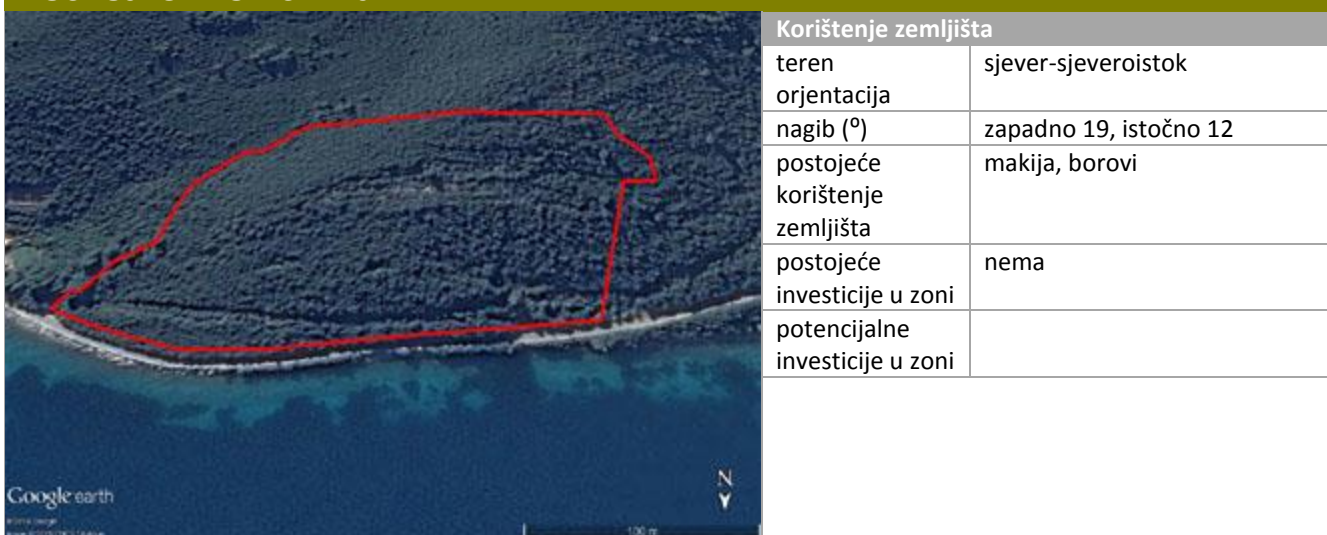 Korištenje zemljišta
teren
orjentacija
sjever-sjeveroistok
nagib (⁰)
zapadno 19, istočno 12
postojeće
korištenje
zemljišta
makija, borovi
postojeće
investicije u zoni
nema
potencijalne
investicije u zoni
Google earth
N
100 m